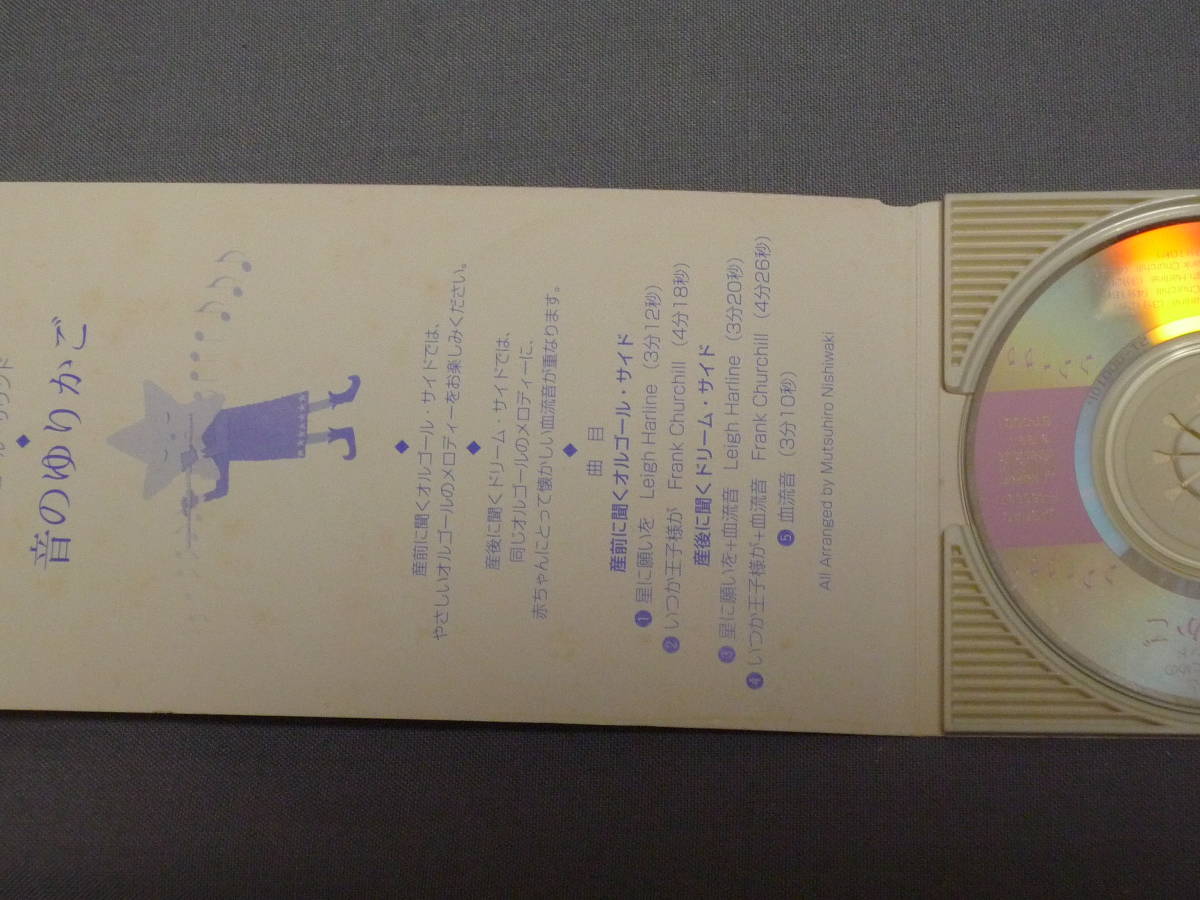 音のゆりかご
産前に聞くオルゴール・サイドでは、
やさしいオルゴールのメロディーをお楽しみください。
産後に聞くドリーム・サイドでは、
同じオルゴールのメロディーに、
赤ちゃんにとって懐かしい血流音が重なります。
曲 目
産前に聞くオルゴール・サイド
❶ 星に願いを Leigh Harline (3分12秒)
❷ いつか王子様が Frank Churchill (4分18秒)
産後に聞くドリーム・サイド
❸ 星に願いを+血流音 Leigh Harline (3分20秒)
❹ いつか王子様が+血流音 Frank Churchill (4分26秒)
❺ 血流音 (3分10秒)
All Arranged by Mutsuhiro Nishiwaki